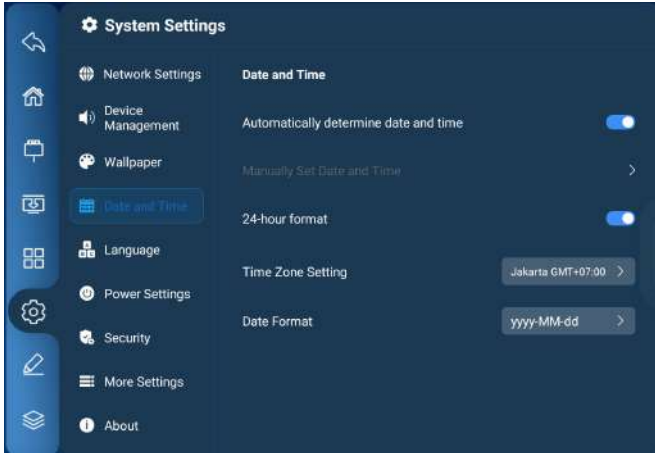 System Settings
Network Settings
Device
Management
Wallpaper
Date and Time
Language
Power Settings
Security
More Settings
About
Date and Time
Automatically determine date and time
Manually Set Date and Time
24-hour format
Time Zone Setting
Jakarta GMT+07:00
Date Format
yyyy-MM-dd